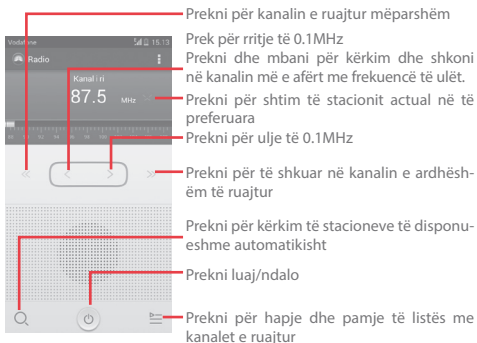 Prekni për kanalin e ruajtur mëparshëm
Prek për rritje të 0.1MHz
Prekni dhe mbani për kërkim dhe shkoni
në kanalin më e afërt me frekuencë të ulët.
Prekni për shtim të stacionit actual në të
preferuara
Prekni për ulje të 0.1MHz
Prekni për të shkuar në kanalin e ardhësh-
ëm të ruajtur
Prekni për kërkim të stacioneve të disponu-
eshme automatikisht
Prekni luaj/ndalo
Prekni për hapje dhe pamje të listës me
kanalet e ruajtur
Vodafone 15:13
Radio
Kanal i ri
87.5 MHz